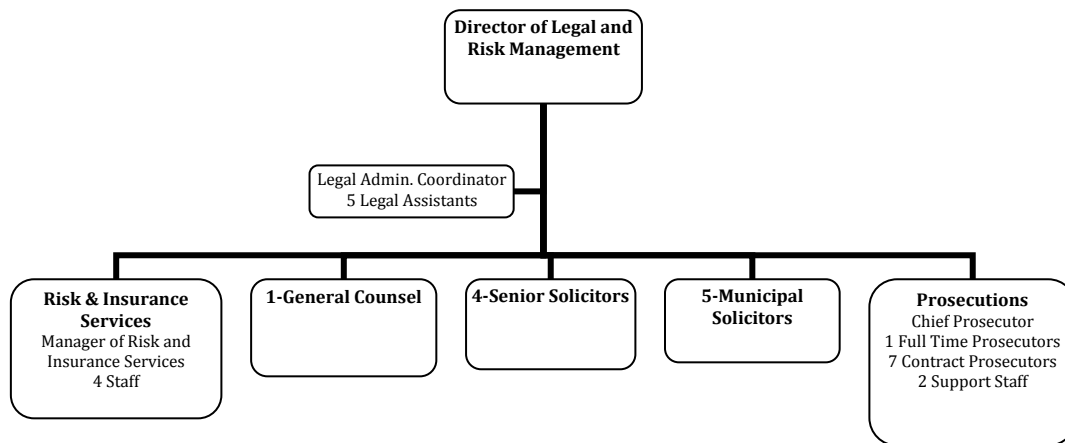 Director of Legal and
Risk Management
Legal Admin. Coordinator
5 Legal Assistants
Risk & Insurance
Services
Manager of Risk and
Insurance Services
4 Staff
1-General Counsel
4-Senior Solicitors
5-Municipal
Solicitors
Prosecutions
Chief Prosecutor
1 Full Time Prosecutors
7 Contract Prosecutors
2 Support Staff